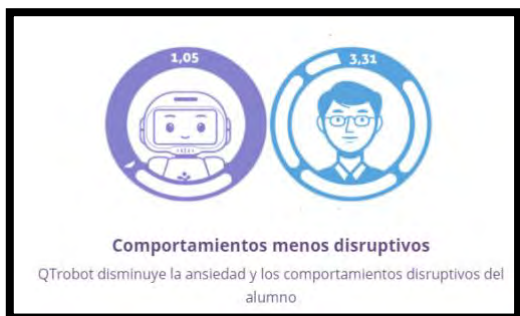 1,05 3,31
Comportamientos menos disruptivos
QTrobot disminuye la ansiedad y los comportamientos disruptivos del
alumno